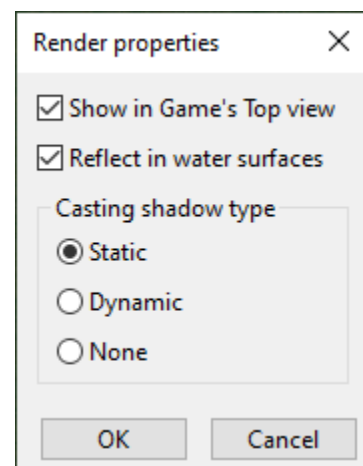 Render properties
Show in Game's Top view
Reflect in water surfaces
Casting shadow type
Static
Dynamic
None
OK Cancel